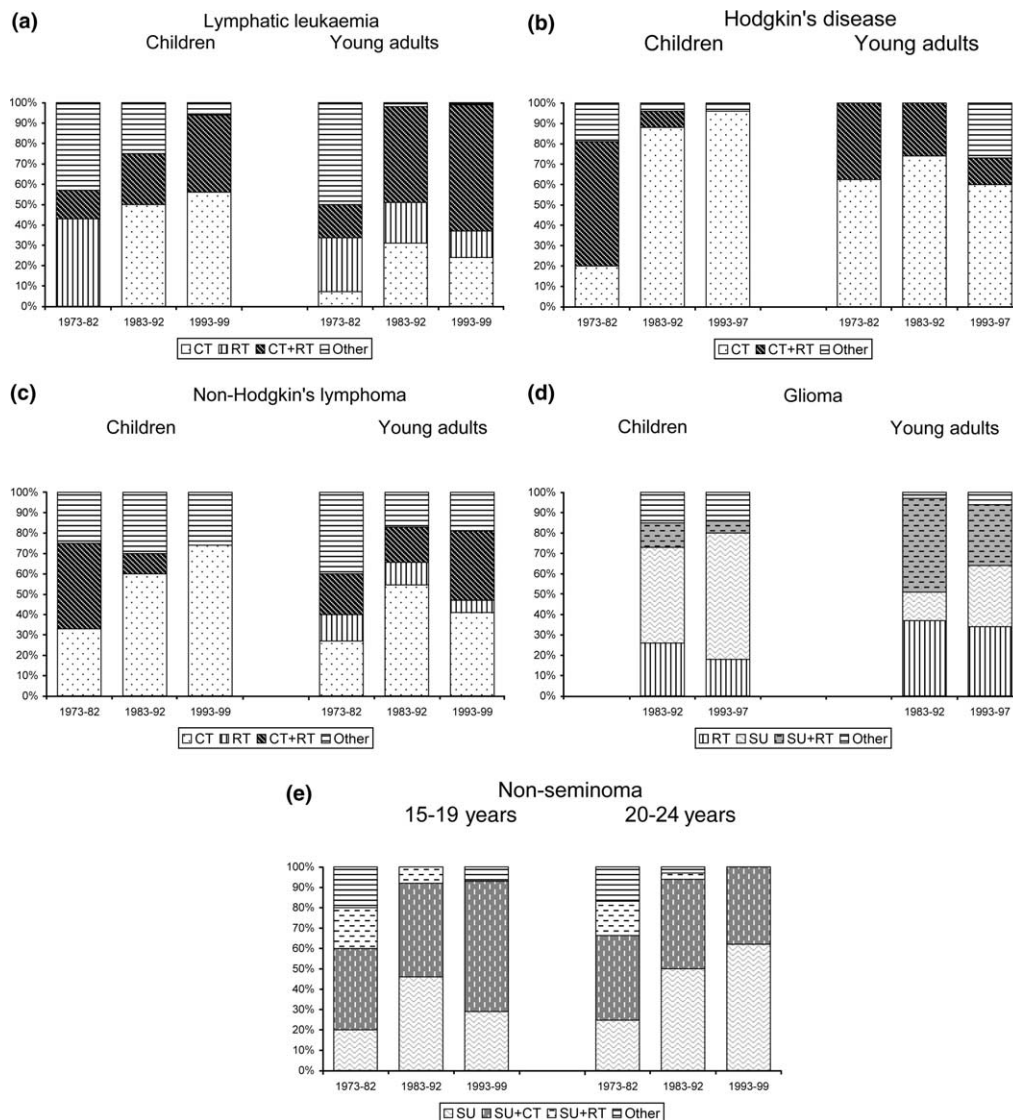 (a)
Lymphatic leukaemia
Children Young adults
100%
90%
80%
70%
60%
50%
40%
30%
20%
10%
0%
1973-82 1983-92 1993-99 1973-82 1983-92 1993-99
CT RT CT+RT Other
(b)
Hodgkin's disease
Children Young adults
100%
90%
80%
70%
60%
50%
40%
30%
20%
10%
0%
1973-82 1983-92 1993-97 1973-82 1983-92 1993-97
CT CT+RT Other
(c)
Non-Hodgkin's lymphoma
Children Young adults
100%
90%
80%
70%
60%
50%
40%
30%
20%
10%
0%
1973-82 1983-92 1993-99 1973-82 1983-92 1993-99
CT RT CT+RT Other
(d)
Glioma
Children Young adults
100%
90%
80%
70%
60%
50%
40%
30%
20%
10%
0%
1983-92 1993-97 1983-92 1993-97
RT SU SU+RT Other
(e)
Non-seminoma
15-19 years 20-24 years
100%
90%
80%
70%
60%
50%
40%
30%
20%
10%
0%
1973-82 1983-92 1993-99 1973-82 1983-92 1993-99
SU SU+CT SU+RT Other